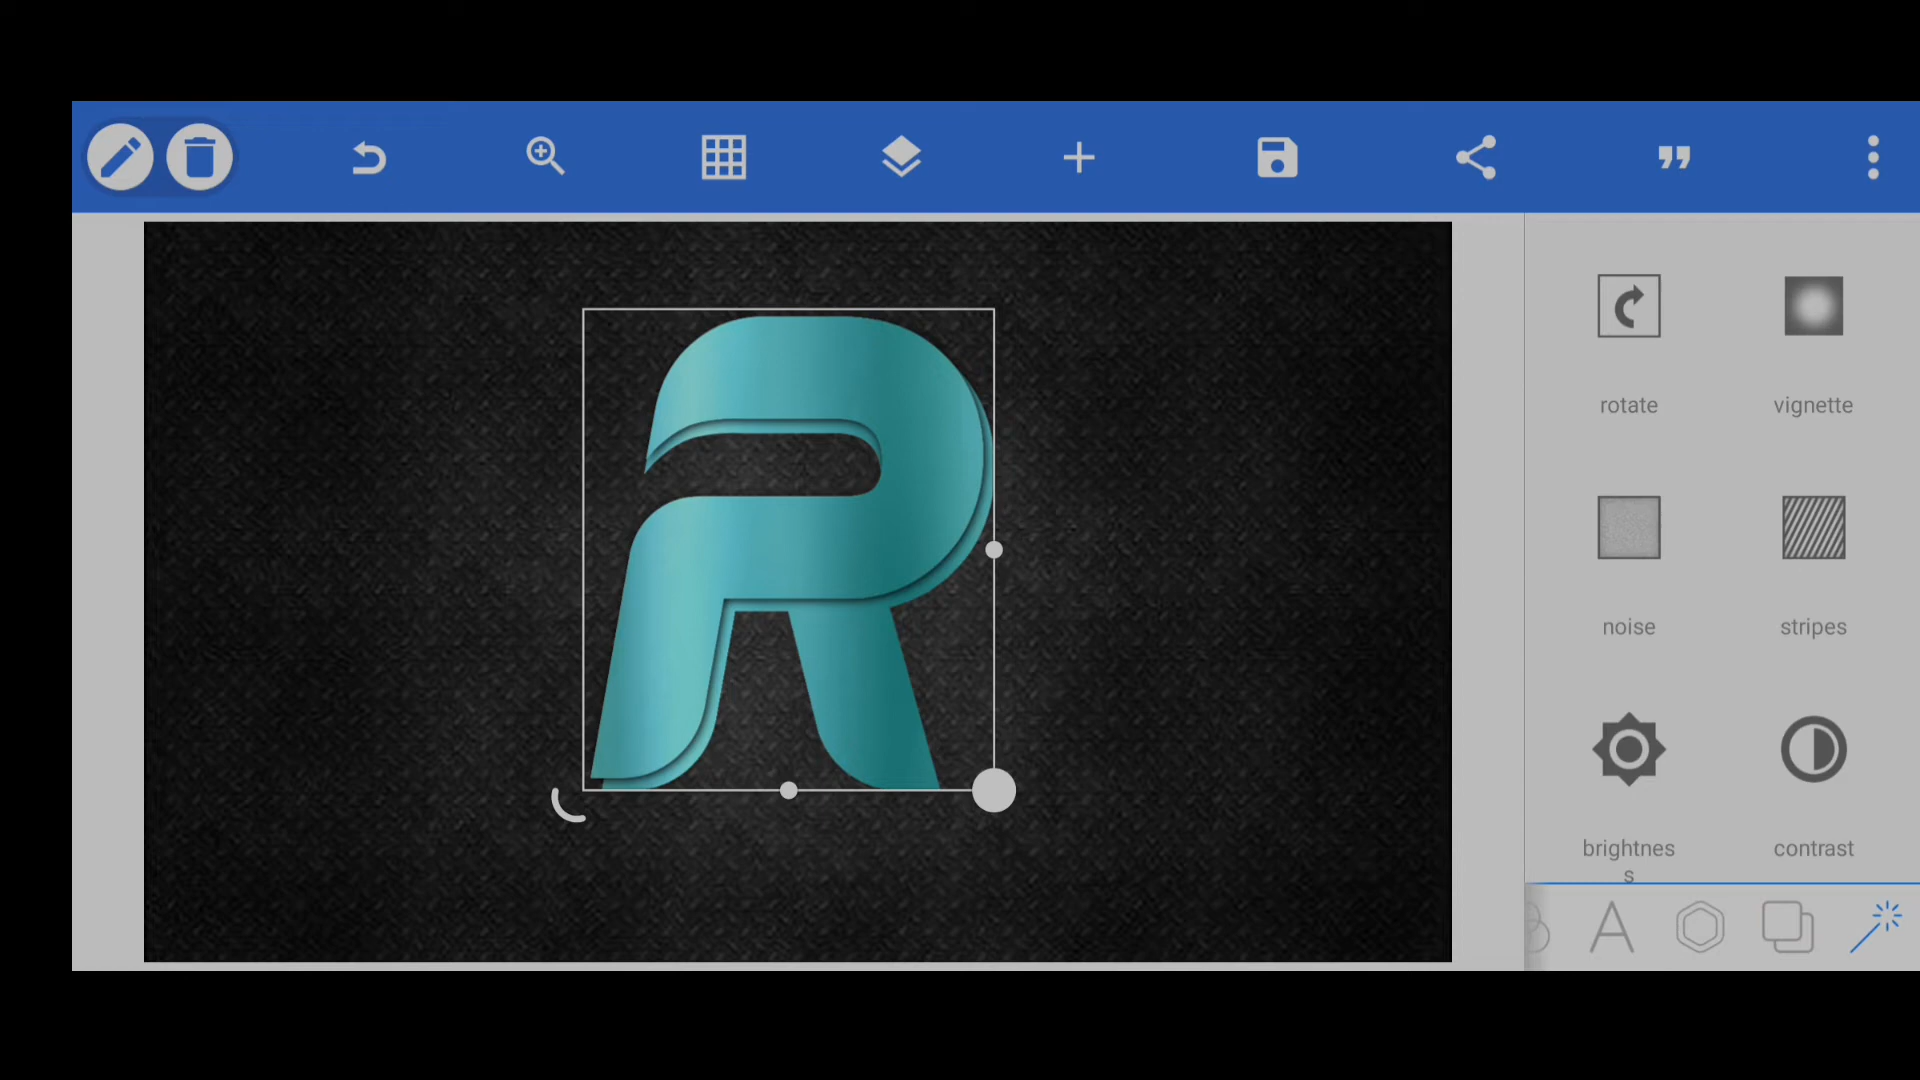 R
rotate
vignette
noise
stripes
brightnes
s
contrast